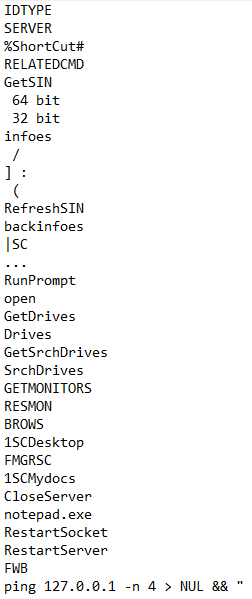 IDTYPE
SERVER
%ShortCut#
RELATEDCMD
GetSIN
 64 bit
 32 bit
infoes
 /
] :
 (
RefreshSIN
backinfoes
|SC
...
RunPrompt
open
GetDrives
Drives
GetSrchDrives
SrchDrives
GETMONITORS
RESMON
BROWS
1SCDesktop
FMGRSC
1SCMydocs
CloseServer
notepad.exe
RestartSocket
RestartServer
FWB
ping 127.0.0.1 -n 4 > NUL && "